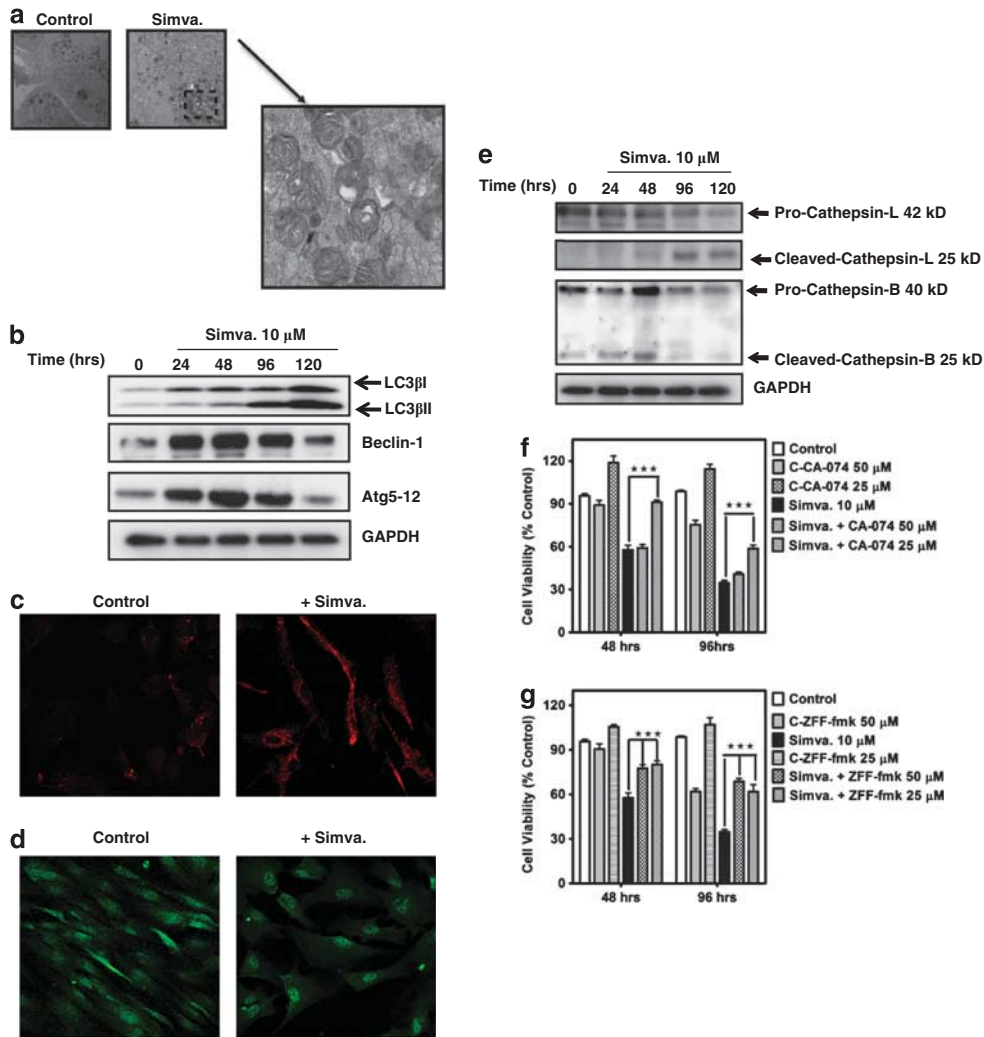 a
Control
Simva.
b
Simva. 10 μM
Time (hrs) 0 24 48 96 120
LC3βI
LC3βII
Beclin-1
Atg5-12
GAPDH
c
Control
+ Simva.
d
Control
+ Simva.
e
Simva. 10 μM
Time (hrs) 0 24 48 96 120
Pro-Cathepsin-L 42 kD
Cleaved-Cathepsin-L 25 kD
Pro-Cathepsin-B 40 kD
Cleaved-Cathepsin-B 25 kD
GAPDH
f
Cell Viability (% Control)
120
90
60
30
0
***
***
48 hrs
96hrs
Control
C-CA-074 50 μM
C-CA-074 25 μM
Simva. 10 μM
Simva. + CA-074 50 μM
Simva. + CA-074 25 μM
g
Cell Viability (% Control)
120
90
60
30
0
***
***
48 hrs
96 hrs
Control
C-ZFF-fmk 50 μM
Simva. 10 μM
C-ZFF-fmk 25 μM
Simva. + ZFF-fmk 50 μM
Simva. + ZFF-fmk 25 μM